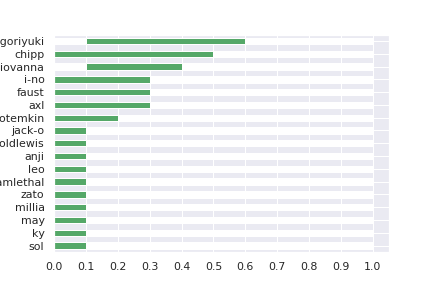 goriyuki
chipp
iovanna
i-no
faust
axl
otemkin
jack-o
oldlewis
anji
leo
amlethal
zato
millia
may
ky
sol
0.0 0.1 0.2 0.3 0.4 0.5 0.6 0.7 0.8 0.9 1.0